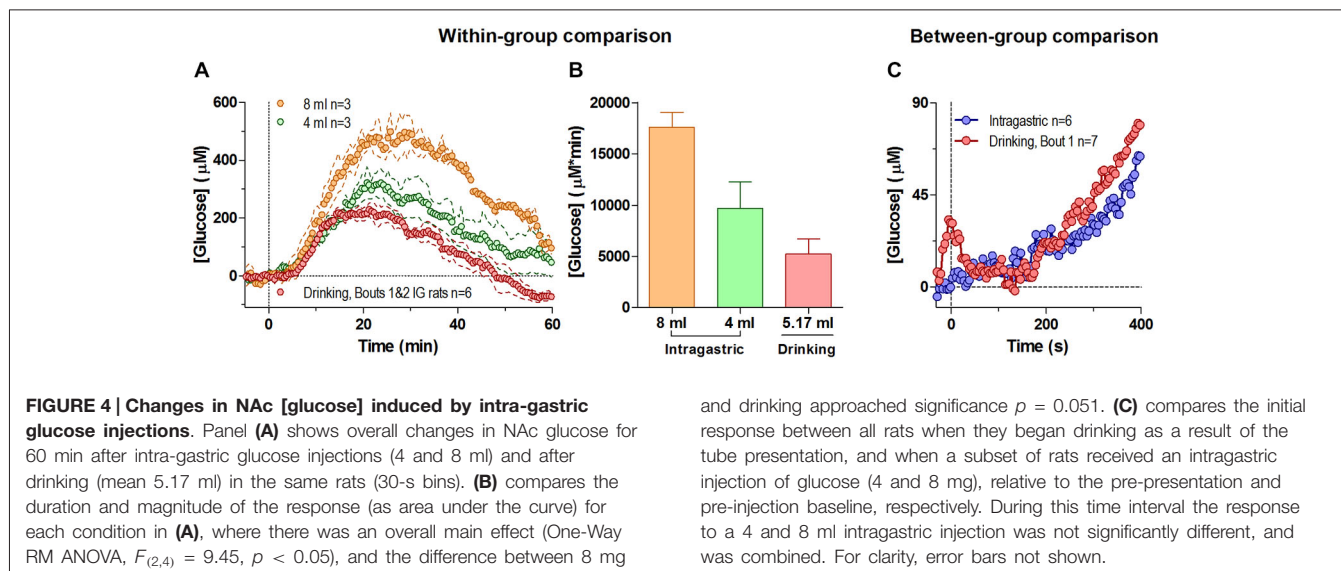 Within-group comparison
Between-group comparison
A
B
C
600
400
200
0
[Glucose] (µM)
8 ml n=3
4 ml n=3
Drinking, Bouts 1&2 IG rats n=6
0
20
40
60
Time (min)
20000
17500
15000
10000
5000
0
[Glucose] (µM*min)
8 ml
4 ml
5.17 ml
Intragastric
Drinking
90
45
0
[Glucose] (µM)
Intragastric n=6
Drinking, Bout 1 n=7
0
200
400
Time (s)
FIGURE 4 | Changes in NAc [glucose] induced by intra-gastric
glucose injections. Panel (A) shows overall changes in NAc glucose for
60 min after intra-gastric glucose injections (4 and 8 ml) and after
drinking (mean 5.17 ml) in the same rats (30-s bins). (B) compares the
duration and magnitude of the response (as area under the curve) for
each condition in (A), where there was an overall main effect (One-Way
RM ANOVA, F(2,4) = 9.45, p < 0.05), and the difference between 8 mg
and drinking approached significance p = 0.051. (C) compares the initial
response between all rats when they began drinking as a result of the
tube presentation, and when a subset of rats received an intragastric
injection of glucose (4 and 8 mg), relative to the pre-presentation and
pre-injection baseline, respectively. During this time interval the response
to a 4 and 8 ml intragastric injection was not significantly different, and
was combined. For clarity, error bars not shown.